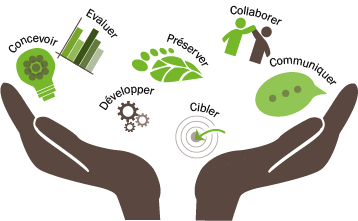 Concevoir
Evaluer
Préserver
Collaborer
Développer
Cibler
Communiquer